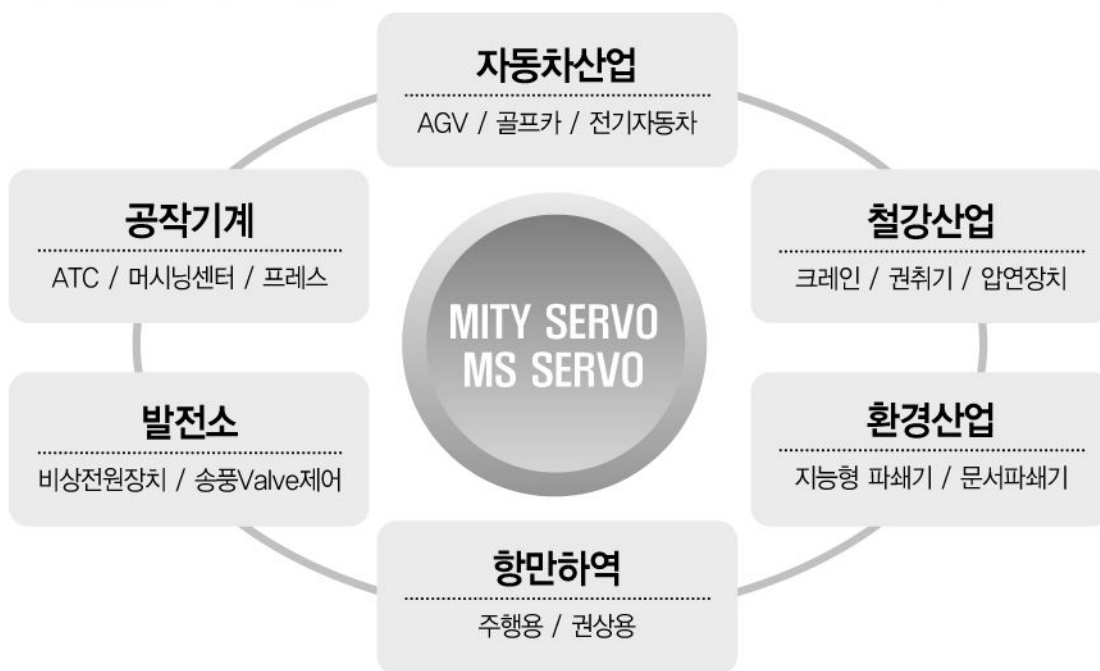 자동차산업
AGV / 골프카 / 전기자동차
공작기계
ATC / 머시닝센터 / 프레스
철강산업
크레인 / 권취기 / 압연장치
MITY SERVO
MS SERVO
발전소
비상전원장치 / 송풍Valve제어
환경산업
지능형 파쇄기 / 문서파쇄기
항만하역
주행용 / 권상용